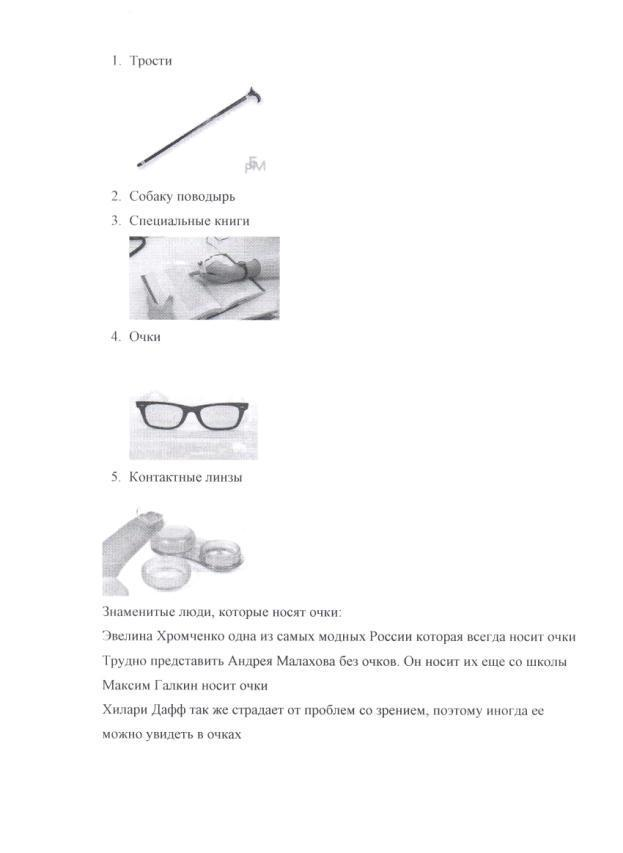 1. Трости
2. Собаку поводырь
3. Специальные книги
4. Очки
5. Контактные линзы
Знаменитые люди, которые носят очки:
Эвелина Хромченко одна из самых модных России которая всегда носит очки
Трудно представить Андрея Малахова без очков. Он носит их еще со школы
Максим Галкин носит очки
Хилари Дафф так же страдает от проблем со зрением, поэтому иногда ее
можно увидеть в очках